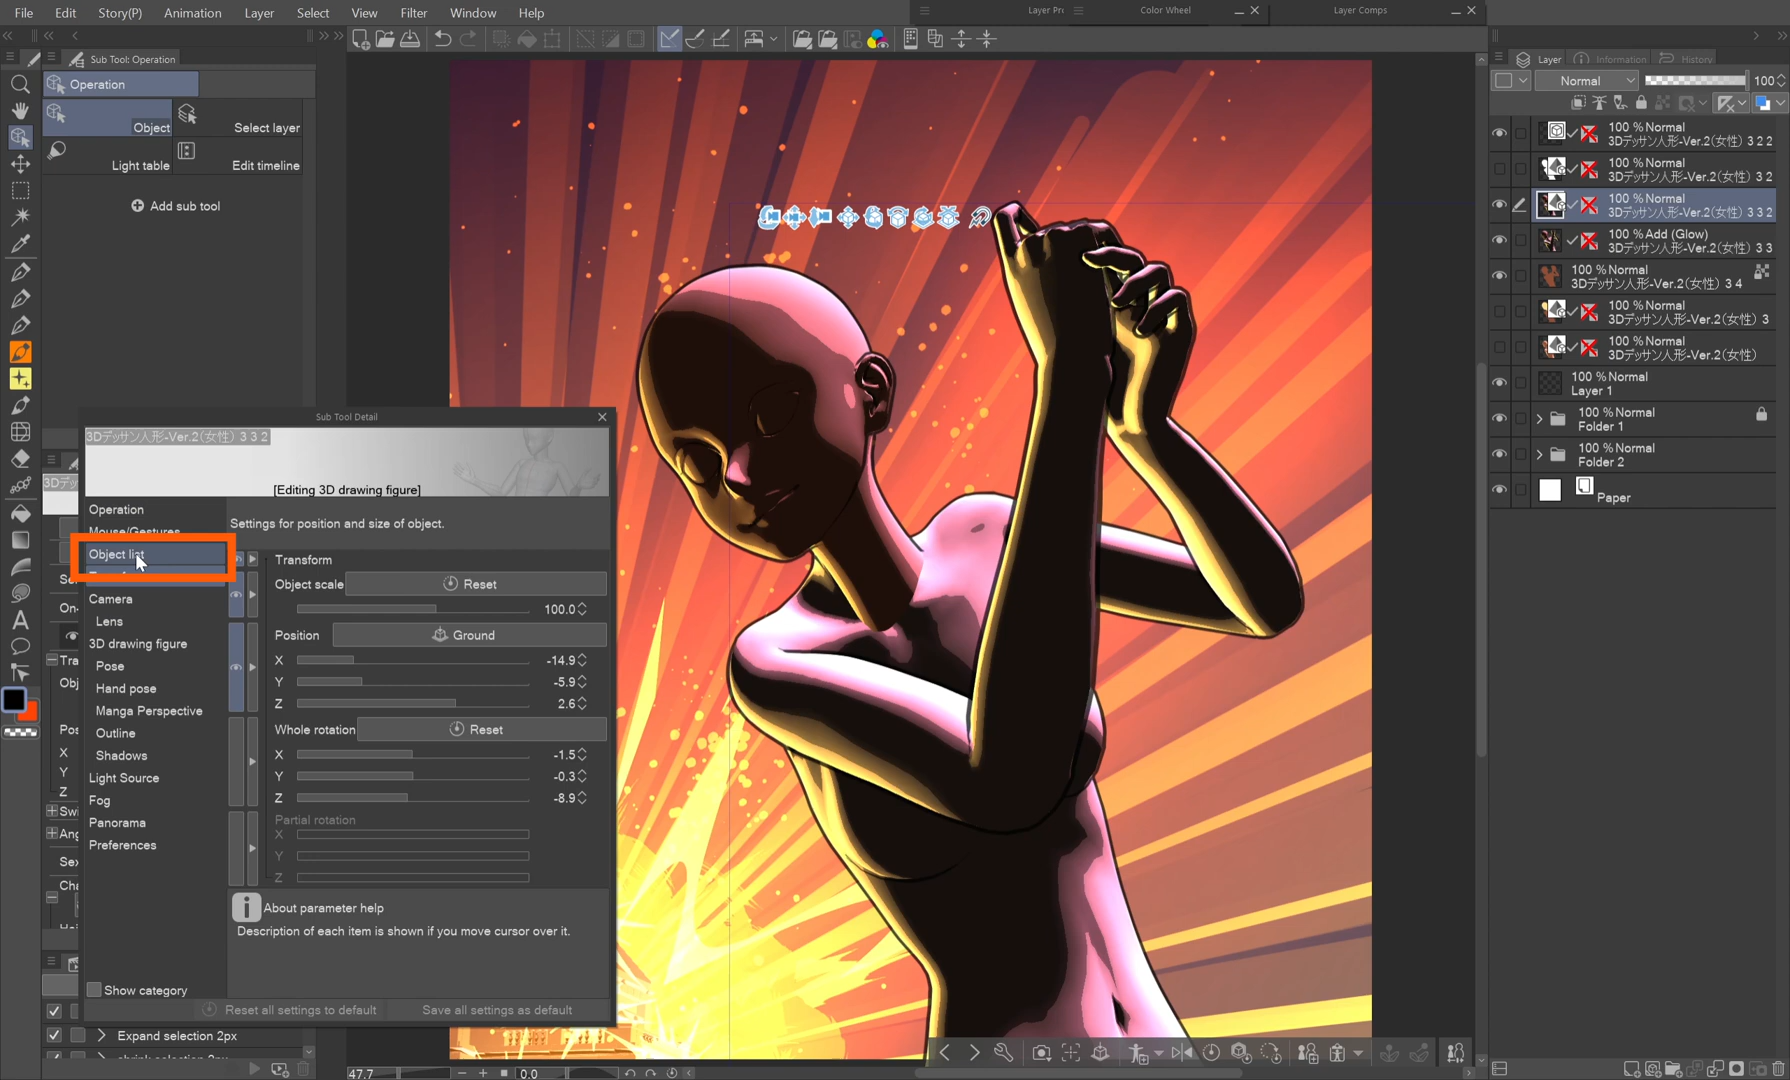 File Edit Story(P) Animation Layer Select View Filter Window Help
Color Wheel
Layer Comps
Sub Tool: Operation
Operation
Object
Select layer
Light table
Edit timeline
Add sub tool
Layer
Information
History
Normal
100
100 %Normal
3Dデッサン人形-Ver.2(女性) 3 2 2
100 %Normal
3Dデッサン人形-Ver.2(女性) 3 2
100 %Normal
3Dデッサン人形-Ver.2(女性) 3 3 2
100 %Add (Glow)
3Dデッサン人形-Ver.2(女性) 3 3
100 %Normal
3Dデッサン人形-Ver.2(女性) 3 4
100 %Normal
3Dデッサン人形-Ver.2(女性) 3
100 %Normal
3Dデッサン人形-Ver.2(女性)
100 %Normal
Layer 1
100 %Normal
Folder 1
100 %Normal
Folder 2
Paper
Sub Tool Detail
3Dデッサン人形-Ver.2(女性) 3 3 2
[Editing 3D drawing figure]
Operation
Mouse/Gestures
Object list
Camera
Lens
3D drawing figure
Pose
Hand pose
Manga Perspective
Outline
Shadows
Light Source
Fog
Panorama
Preferences
Show category
Settings for position and size of object.
Transform
Object scale
Reset
100.0
Position
Ground
X -14.9
Y -5.9
Z 2.6
Whole rotation
Reset
X -1.5
Y -0.3
Z -8.9
Partial rotation
X
Y
Z
About parameter help
Description of each item is shown if you move cursor over it.
Reset all settings to default
Save all settings as default
X
Y
Z
Expand selection 2px
47.7
0.0